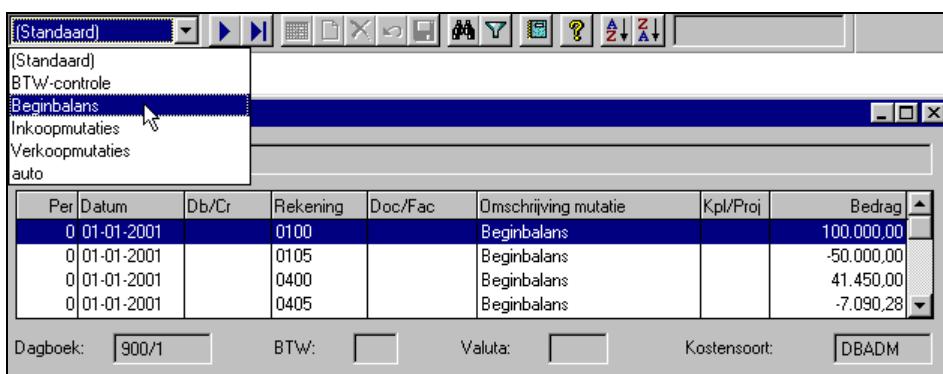 (Standaard)
(Standaard)
BTW-controle
Beginbalans
Inkoopmutaties
Verkoopmutaties
auto
Per Datum Db/Cr Rekening Doc/Fac Omschrijving mutatie Kpl/Proj Bedrag
0 01-01-2001 0100 Beginbalans 100.000,00
0 01-01-2001 0105 Beginbalans -50.000,00
0 01-01-2001 0400 Beginbalans 41.450,00
0 01-01-2001 0405 Beginbalans -7.090,28
Dagboek: 900/1 BTW: Valuta: Kostensoort: DBADM